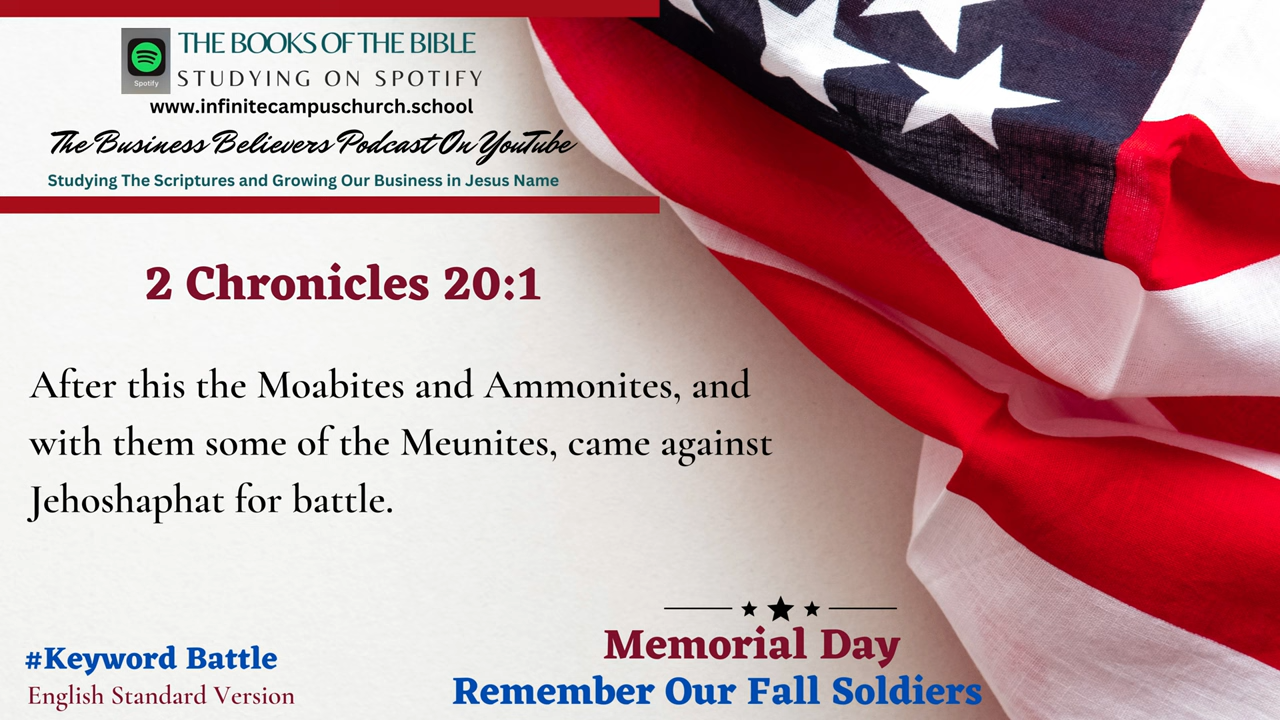 THE BOOKS OF THE BIBLE
Spotify
STUDYING ON SPOTIFY
www.infinitecampuschurch.school
The Business Believers Podcast On YouTube
Studying The Scriptures and Growing Our Business in Jesus Name
2 Chronicles 20:1
After this the Moabites and Ammonites, and
with them some of the Meunites, came against
Jehoshaphat for battle.
#Keyword Battle
English Standard Version
Memorial Day
Remember Our Fall Soldiers